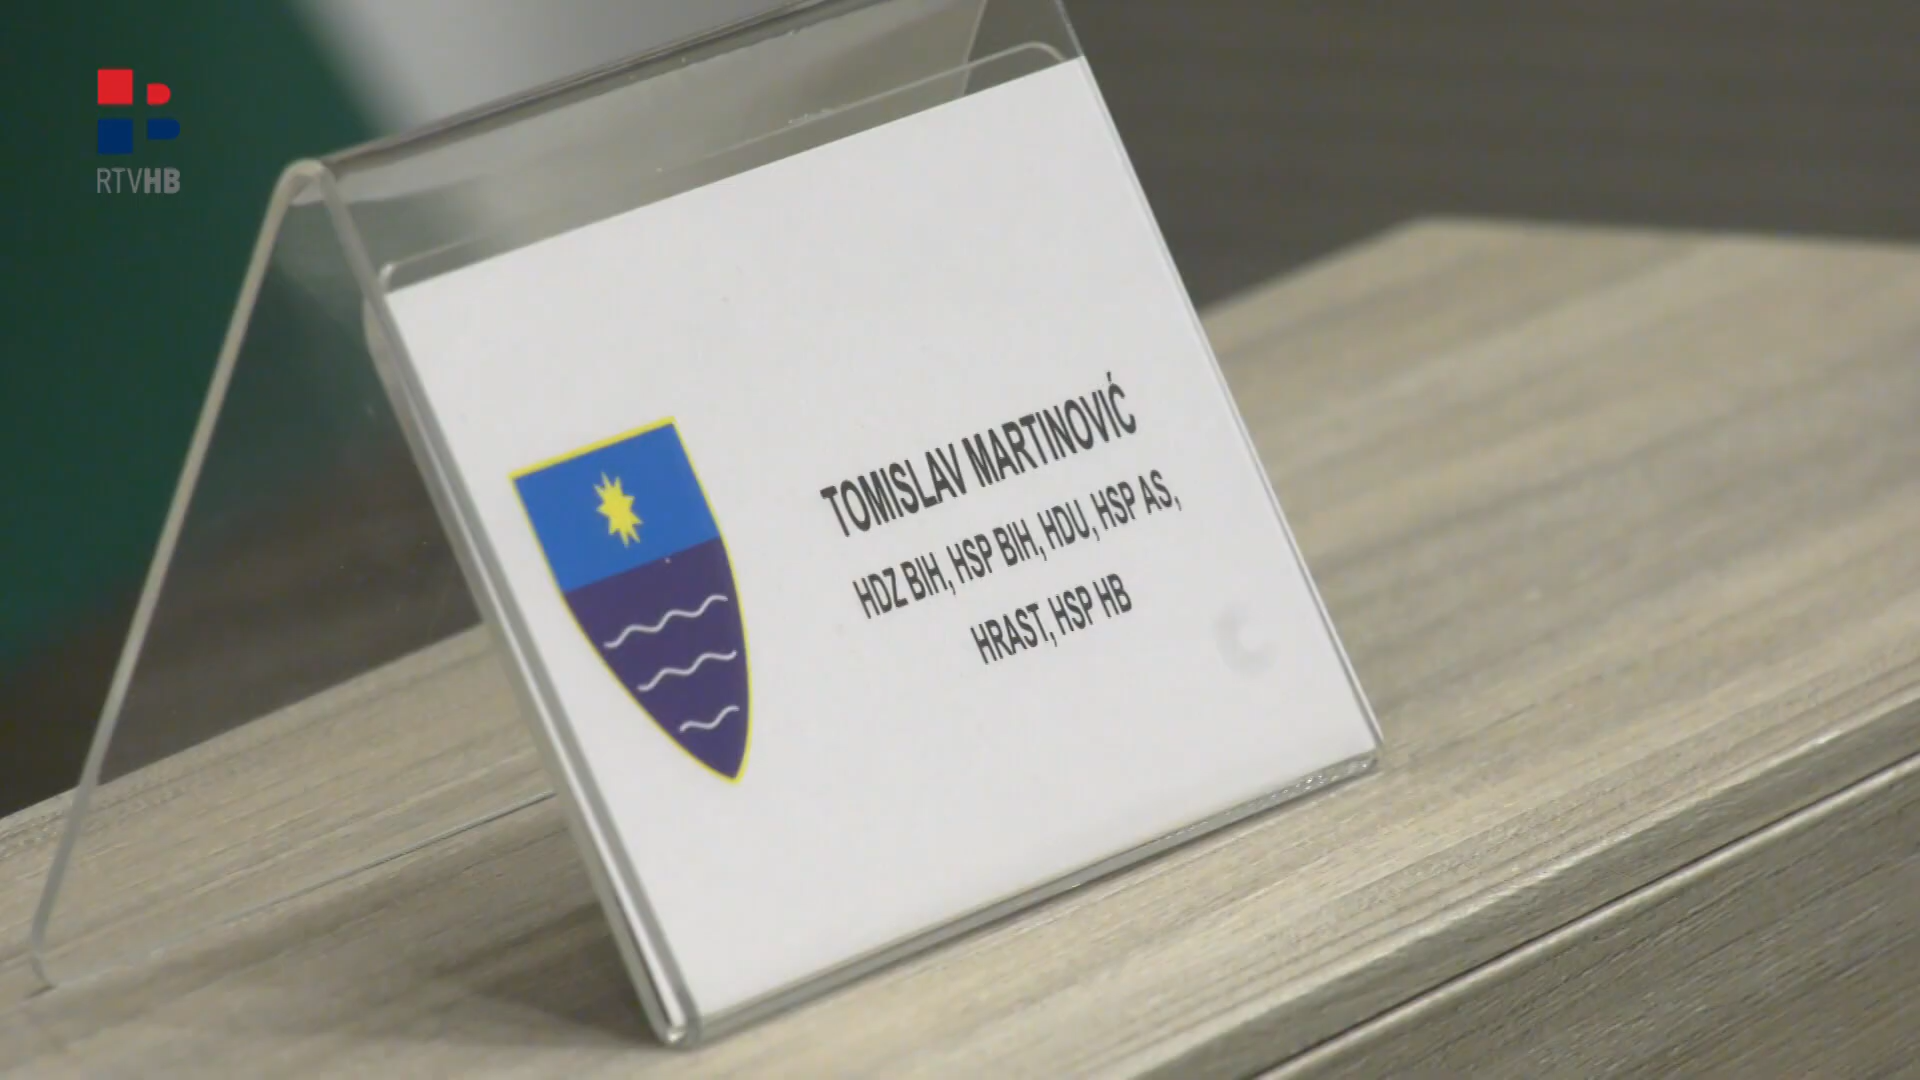 RTVHB
TOMISLAV MARTINOVIĆ
HDZ BIH, HSP BIH, HDU, HSP AS,
HRAST, HSP HB